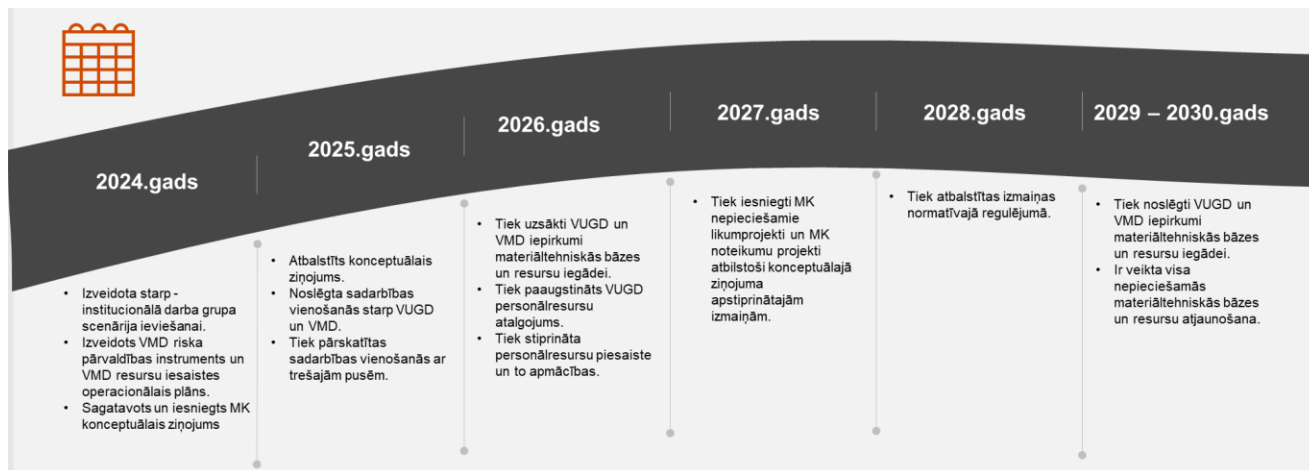 2024.gads
• Izveidota starp -
institucionālā darba grupa
scenārija ieviešanai.
• Izveidots VMD riska
pārvaldības instruments un
VMD resursu iesaistes
operacionālais plāns.
• Sagatavots un iesniegts MK
konceptuālais ziņojums
2025.gads
• Atbalstīts konceptuālais
ziņojums.
• Noslēgta sadarbības
vienošanās starp VUGD
un VMD.
• Tiek pārskatītas
sadarbības vienošanās ar
trešajām pusēm.
2026.gads
• Tiek uzsākti VUGD un
VMD iepirkumi
materiāltehniskās bāzes
un resursu iegādei.
• Tiek paaugstināts VUGD
personālresursu
atalgojums.
• Tiek stiprināta
personālresursu piesaiste
un to apmācības.
2027.gads
• Tiek iesniegti MK
nepieciešamie
likumprojekti un MK
noteikumu projekti
atbilstoši konceptuālajā
ziņojuma
apstiprinātajām
izmaiņām.
2028.gads
• Tiek atbalstītas izmaiņas
normatīvajā regulējumā.
2029 – 2030.gads
• Tiek noslēgti VUGD un
VMD iepirkumi
materiāltehniskās bāzes
un resursu iegādei.
• Ir veikta visa
nepieciešamās
materiāltehniskās bāzes
un resursu atjaunošana.